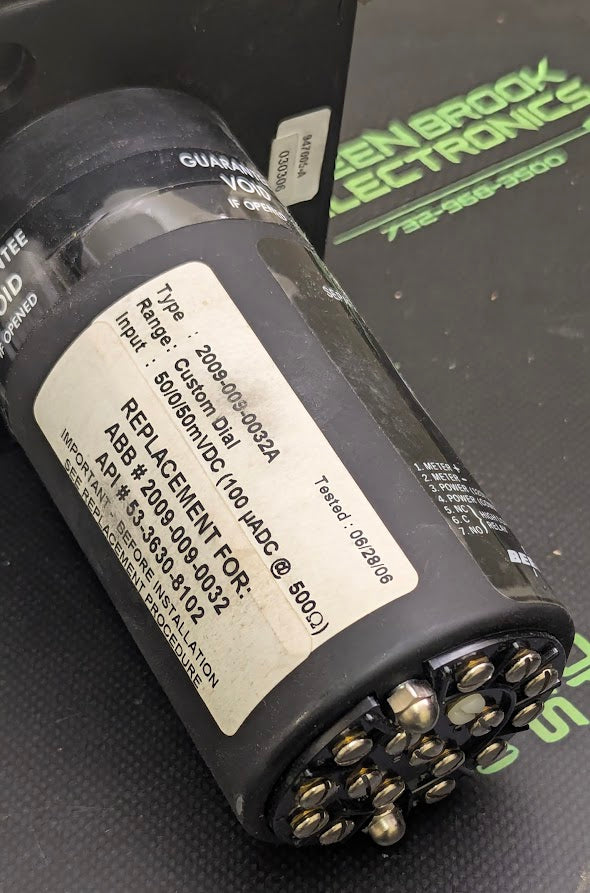 EEN BROOK
ELECTRONICS
732-968-3500
947005-A
030306
GUARANTEE
VOID
IF OPENED
NTEE
OID
IF OPENED
Type : 2009-009-0032A
Range : Custom Dial
Input : 50/0/50mVDC (100 µADC @ 500Ω)
Tested : 06/28/06
REPLACEMENT FOR:
ABB # 2009-009-0032
API # 53-3630-8102
IMPORTANT BEFORE INSTALLATION
SEE REPLACEMENT PROCEDURE
1. METER +
2. METER -
3. POWER
4. POWER
5. NC
6. C
7. NO
RELAY